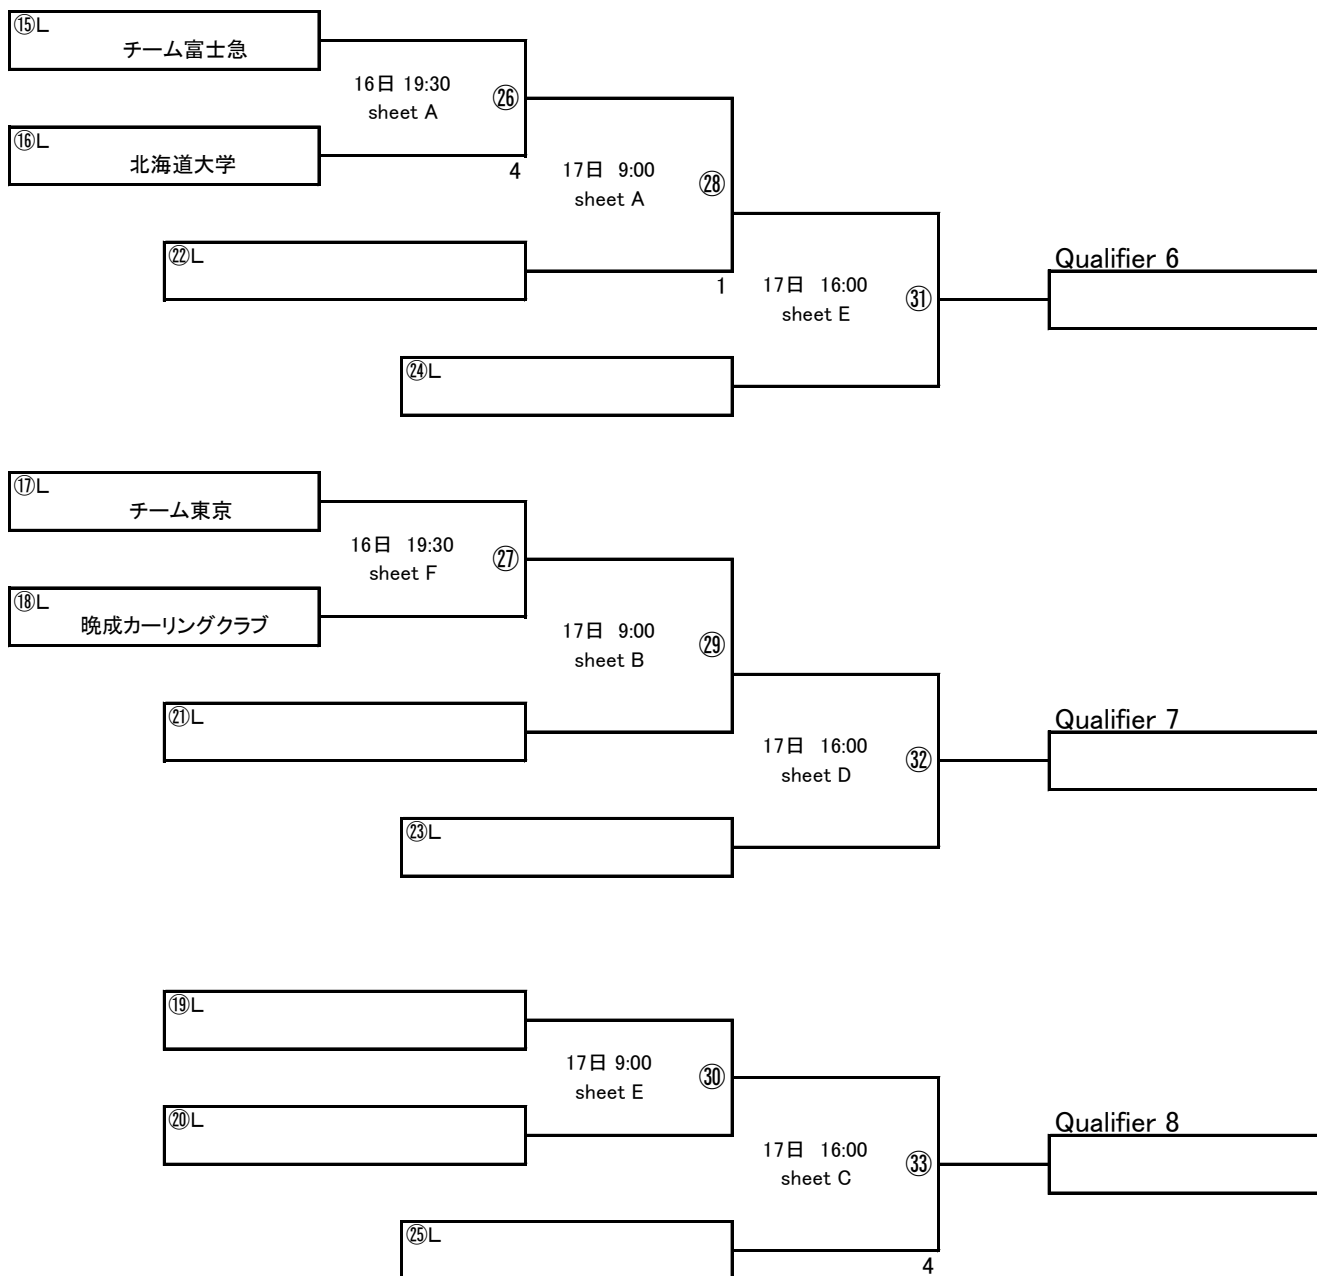 ⑮L
チーム富士急
16日 19:30
sheet A
㉖
⑯L
北海道大学
4
17日 9:00
sheet A
㉘
㉒L
1
17日 16:00
sheet E
㉛
Qualifier 6
㉔L
⑰L
チーム東京
16日 19:30
sheet F
㉗
⑱L
晩成カーリングクラブ
17日 9:00
sheet B
㉙
㉑L
17日 16:00
sheet D
㉜
Qualifier 7
㉓L
⑲L
17日 9:00
sheet E
㉚
⑳L
17日 16:00
sheet C
㉝
Qualifier 8
㉕L
4